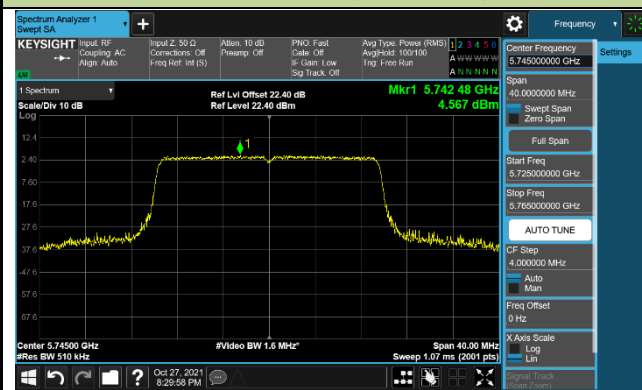 Spectrum Analyzer 1
Swept SA
Frequency
KEYSIGHT
Input: RF
Coupling: AC
Align: Auto
Input Z: 50 Ω
Corrections: Off
Freq Ref: Int (S)
Atten: 10 dB
Preamp: Off
PNO: Fast
Gate: Off
IF Gain: Low
Sig Track: Off
Avg Type: Power (RMS)
Avg|Hold: 100/100
Trig: Free Run
1 2 3 4 5 6
A W W W W W
A N N N N N
LXI
Center Frequency
5.745000000 GHz
Settings
1 Spectrum
Scale/Div 10 dB
Log
Ref Lvl Offset 22.40 dB
Ref Level 22.40 dBm
Mkr1 5.742 48 GHz
4.567 dBm
1
12.4
2.40
-7.60
-17.6
-27.6
-37.6
-47.6
-57.6
-67.6
Center 5.74500 GHz
#Res BW 510 kHz
#Video BW 1.6 MHz*
Span 40.00 MHz
Sweep 1.07 ms (2001 pts)
Span
40.0000000 MHz
Swept Span
Zero Span
Full Span
Start Freq
5.725000000 GHz
Stop Freq
5.765000000 GHz
AUTO TUNE
CF Step
4.000000 MHz
Auto
Man
Freq Offset
0 Hz
X Axis Scale
Log
Lin
Signal Track
(Span Zoom)
Oct 27, 2021
8:29:58 PM